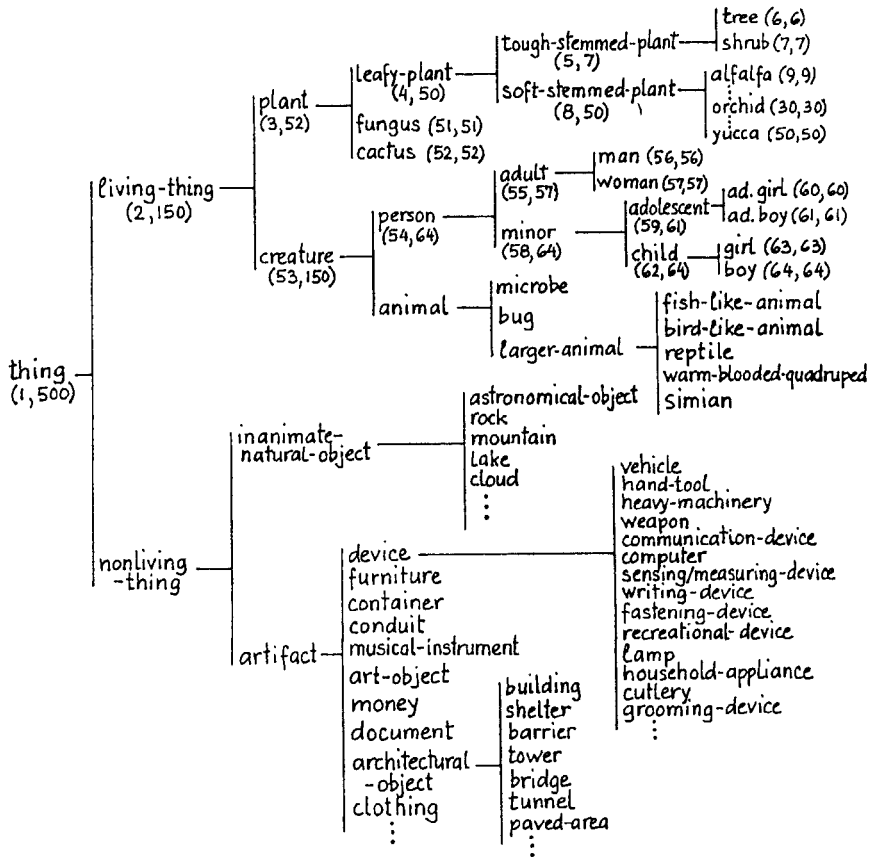 thing
(1, 500)
living-thing
(2, 150)
plant
(3, 52)
leafy-plant
(4, 50)
tough-stemmed-plant
(5, 7)
tree (6, 6)
shrub (7, 7)
soft-stemmed-plant
(8, 50)
alfalfa (9, 9)
orchid (30, 30)
yucca (50, 50)
fungus (51, 51)
cactus (52, 52)
creature
(53, 150)
person
(54, 64)
adult
(55, 57)
man (56, 56)
woman (57, 57)
minor
(58, 64)
adolescent
(59, 61)
ad. girl (60, 60)
ad. boy (61, 61)
child
(62, 64)
girl (63, 63)
boy (64, 64)
animal
microbe
bug
larger-animal
fish-like-animal
bird-like-animal
reptile
warm-blooded-quadruped
simian
nonliving
-thing
inanimate-
natural-object
astronomical-object
rock
mountain
lake
cloud
artifact
device
vehicle
hand-tool
heavy-machinery
weapon
communication-device
computer
sensing/measuring-device
writing-device
fastening-device
recreational-device
lamp
household-appliance
cutlery
grooming-device
furniture
container
conduit
musical-instrument
art-object
money
document
architectural
-object
building
shelter
barrier
tower
bridge
tunnel
paved-area
clothing